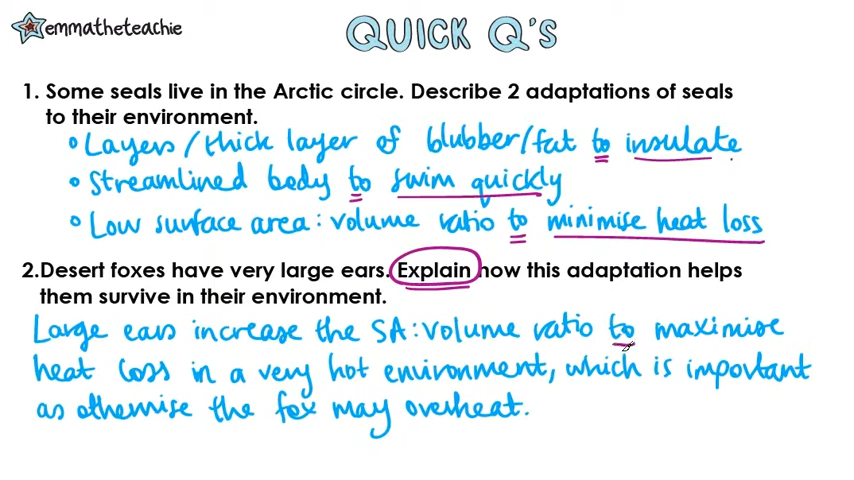 emmatheteachie
QUICK Q'S
1. Some seals live in the Arctic circle. Describe 2 adaptations of seals
to their environment.
• Layers/thick layer of blubber/fat to insulate
• Streamlined body to swim quickly
• Low surface area: volume ratio to minimise heat loss
2.Desert foxes have very large ears. Explain how this adaptation helps
them survive in their environment.
Large ears increase the SA: volume ratio to maximise
heat loss in a very hot environment, which is important
as otherwise the fox may overheat.